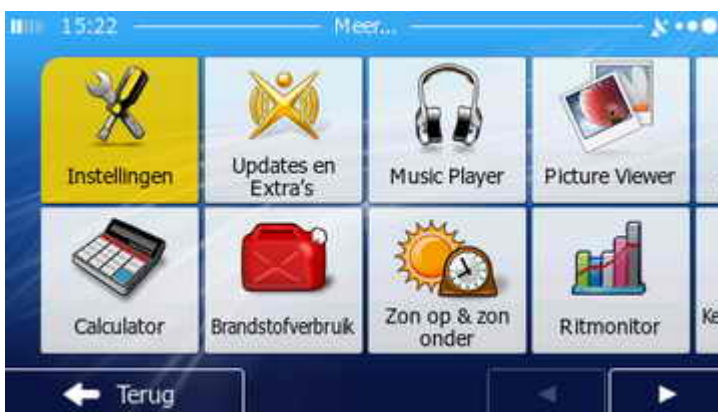 15:22 Meer...
Instellingen
Updates en
Extra's
Music Player
Picture Viewer
Calculator
Brandstofverbruik
Zon op & zon
onder
Ritmonitor
Ke
Terug